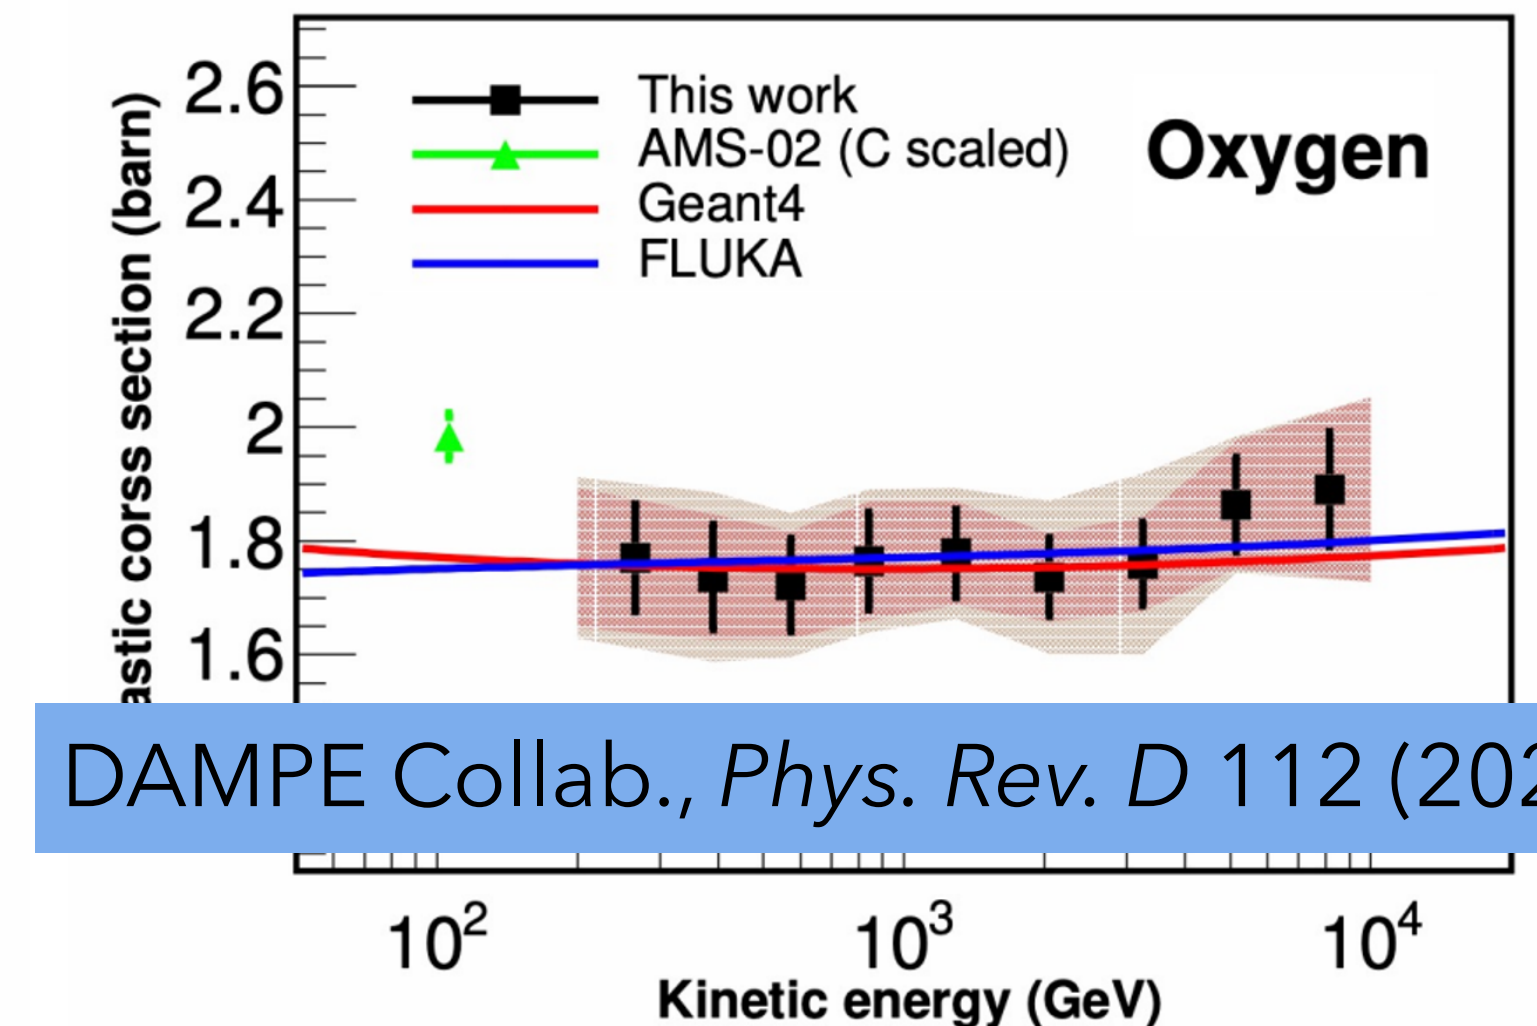 2.6
2.4
2.2
2
1.8
1.6
astic corss section (barn)
This work
AMS-02 (C scaled)
Geant4
FLUKA
Oxygen
DAMPE Collab., Phys. Rev. D 112 (202
10²
10³
10⁴
Kinetic energy (GeV)